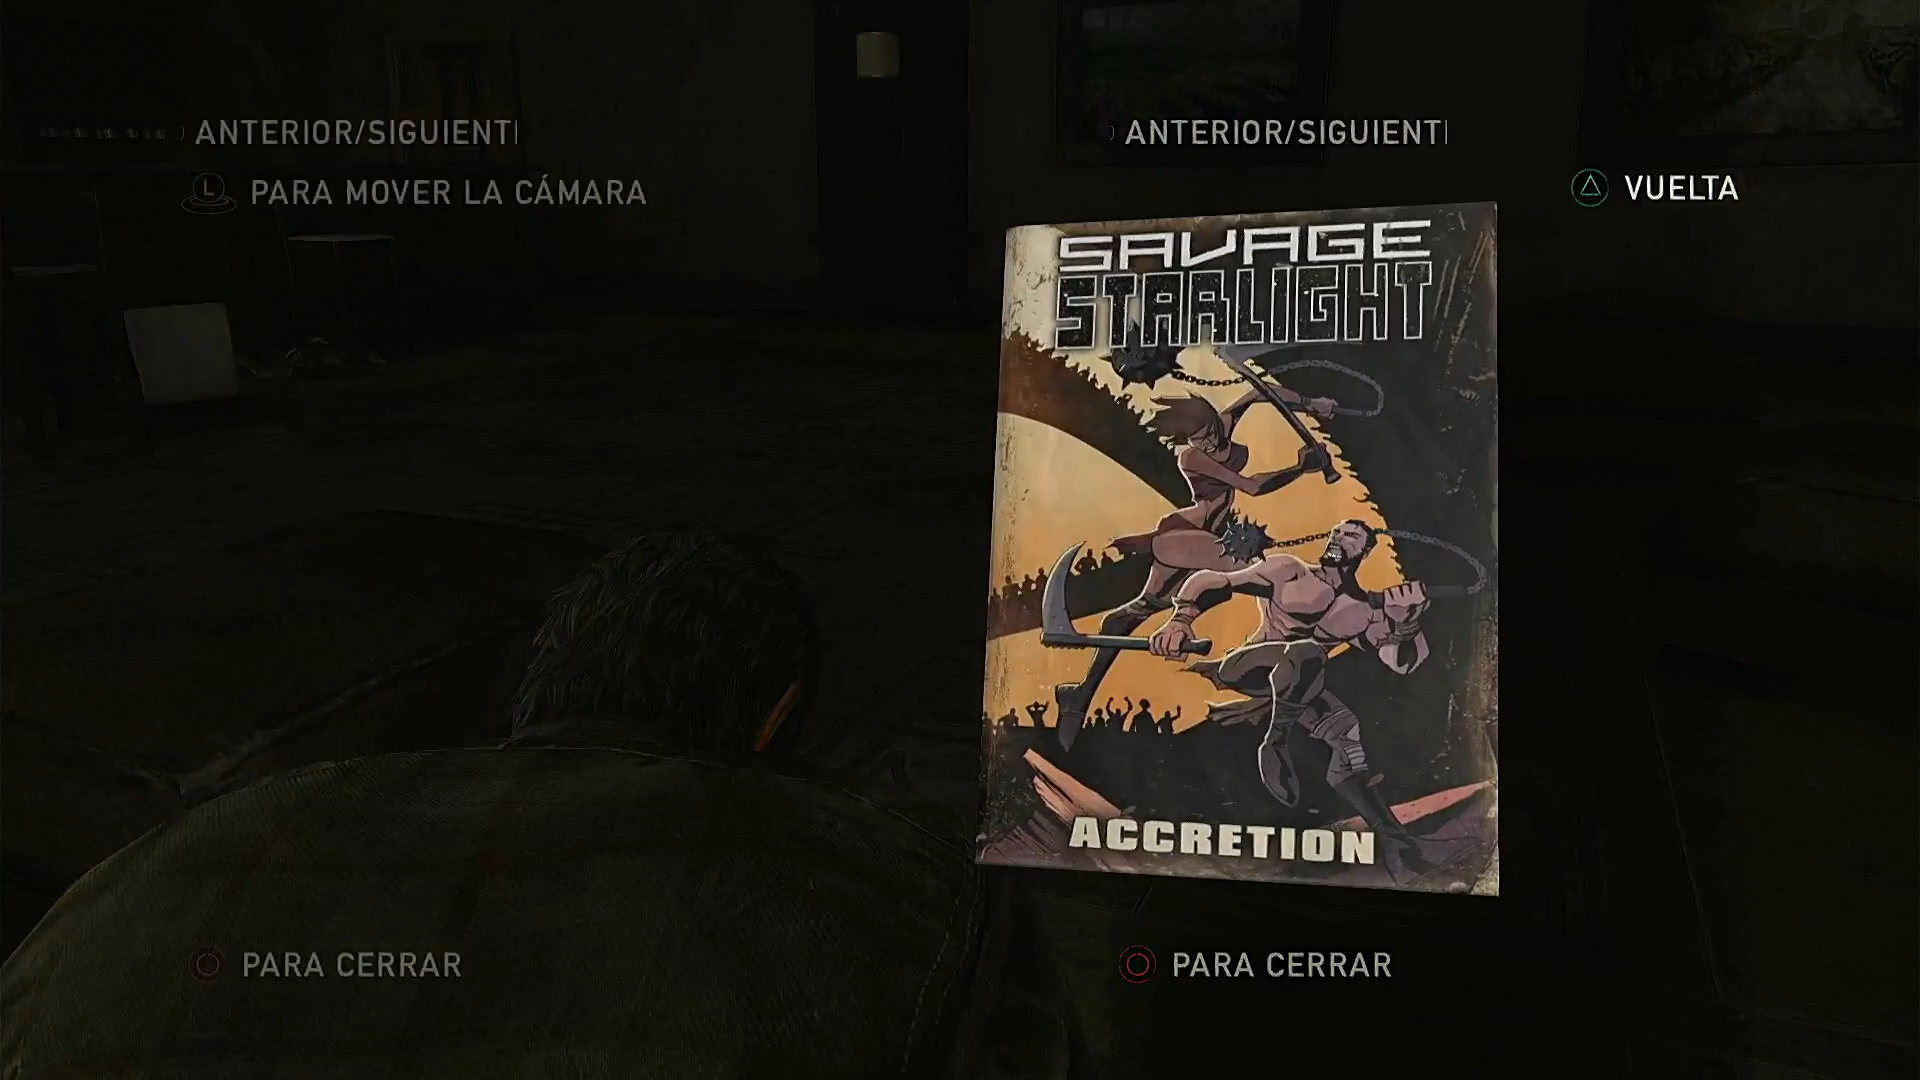 ANTERIOR/SIGUIENT
PARA MOVER LA CÁMARA
ANTERIOR/SIGUIENT
VUELTA
SAVAGE
STARLIGHT
ACCRETION
PARA CERRAR
PARA CERRAR